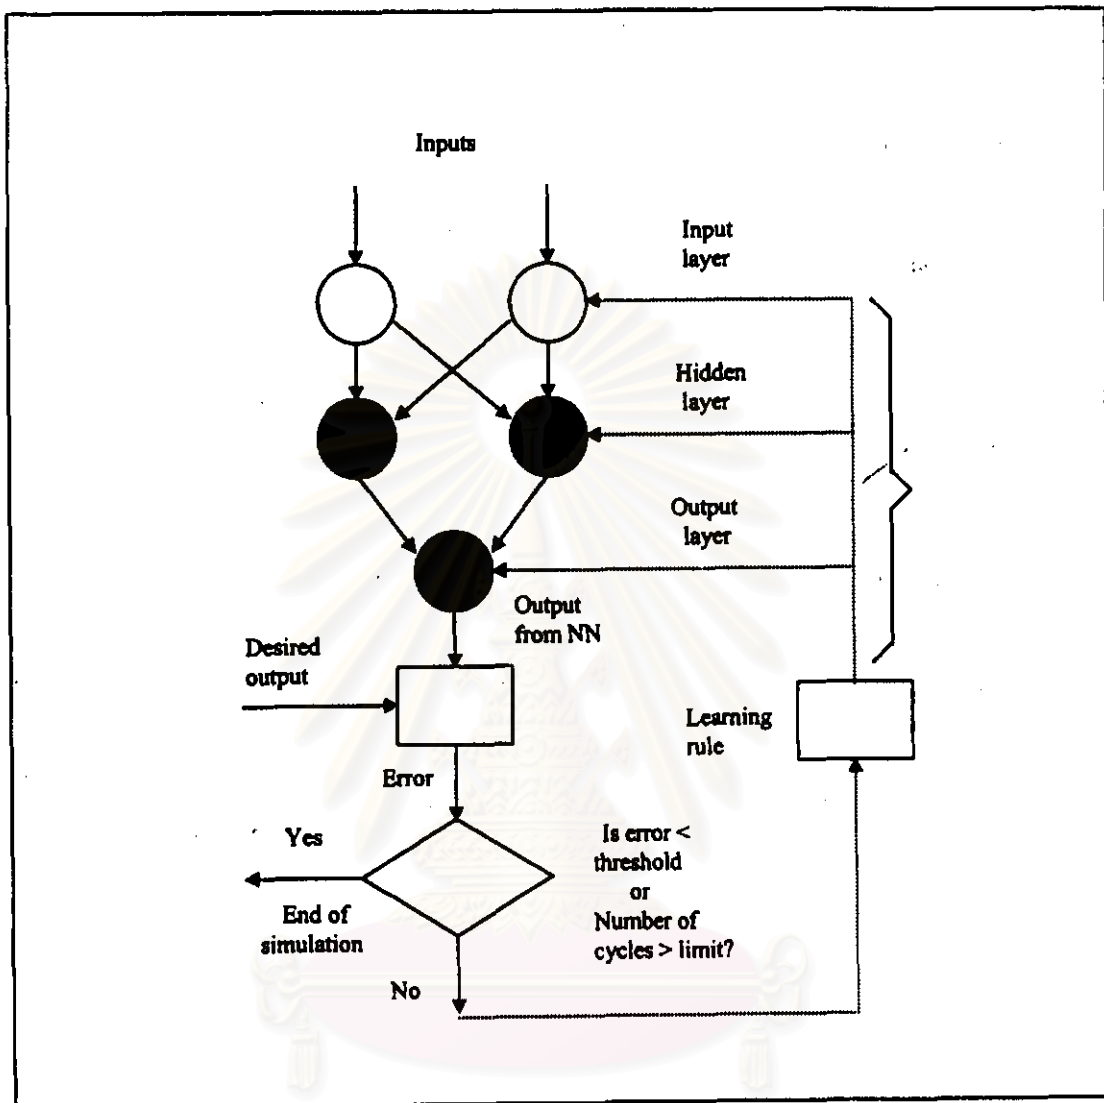 Inputs
Input
layer
Hidden
layer
Output
layer
Output
from NN
Desired
output
Learning
rule
Error
Yes
Is error <
threshold
or
Number of
cycles > limit?
End of
simulation
No